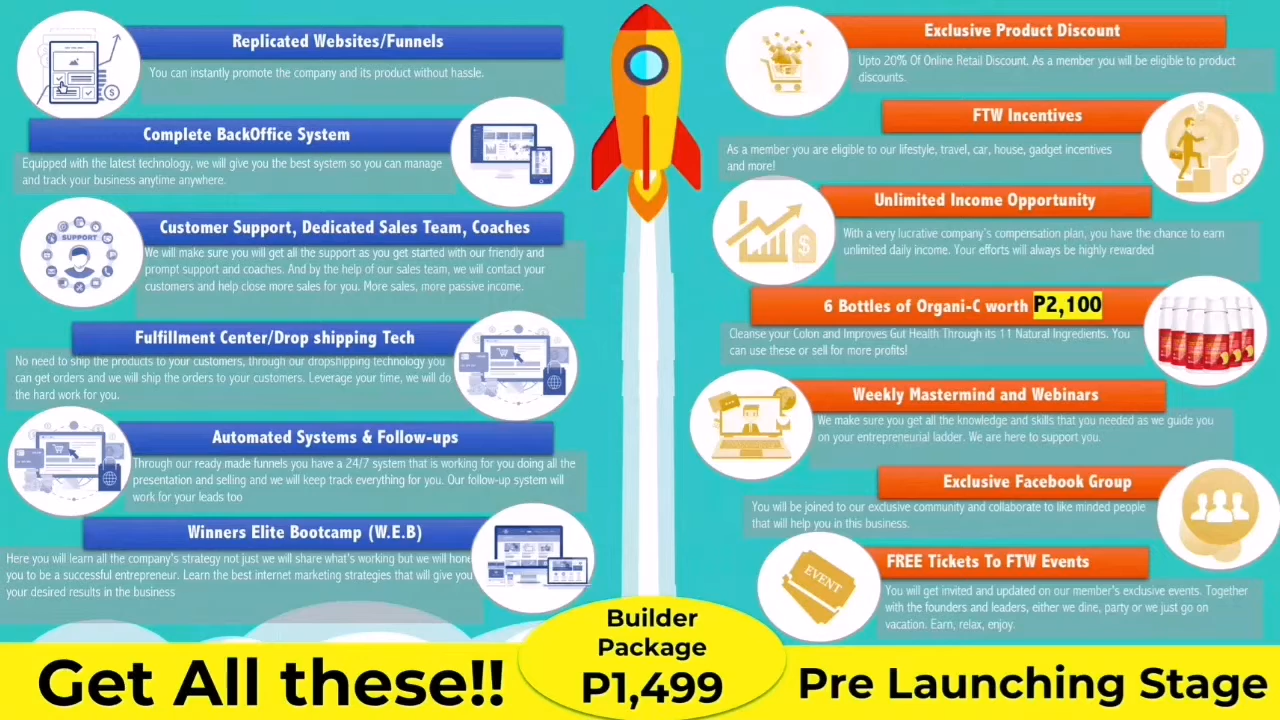 Replicated Websites/Funnels
You can instantly promote the company and its product without hassle.
Complete BackOffice System
Equipped with the latest technology, we will give you the best system so you can manage
and track your business anytime anywhere.
SUPPORT
Customer Support, Dedicated Sales Team, Coaches
We will make sure you will get all the support as you get started with our friendly and
prompt support and coaches. And by the help of our sales team, we will contact your
customers and help close more sales for you. More sales, more passive income.
Fulfillment Center/Drop shipping Tech
No need to ship the products to your customers, through our dropshipping technology you
can get orders and we will ship the orders to your customers. Leverage your time, we will do
the hard work for you.
Automated Systems & Follow-ups
Through our ready made funnels you have a 24/7 system that is working for you doing all the
presentation and selling and we will keep track everything for you. Our follow-up system will
work for your leads too
Winners Elite Bootcamp (W.E.B)
Here you will learn all the company's strategy not just we will share what's working but we will hone
you to be a successful entrepreneur. Learn the best internet marketing strategies that will give you
your desired results in the business
Exclusive Product Discount
Upto 20% Of Online Retail Discount. As a member you will be eligible to product
discounts.
FTW Incentives
As a member you are eligible to our lifestyle, travel, car, house, gadget incentives
and more!
Unlimited Income Opportunity
With a very lucrative company's compensation plan, you have the chance to earn
unlimited daily income. Your efforts will always be highly rewarded
6 Bottles of Organi-C worth P2,100
Cleanse your Colon and Improves Gut Health Through its 11 Natural Ingredients. You
can use these or sell for more profits!
Weekly Mastermind and Webinars
We make sure you get all the knowledge and skills that you needed as we guide you
on your entrepreneurial ladder. We are here to support you.
Exclusive Facebook Group
You will be joined to our exclusive community and collaborate to like minded people
that will help you in this business.
EVENT
FREE Tickets To FTW Events
You will get invited and updated on our member's exclusive events. Together
with the founders and leaders, either we dine, party or we just go on
vacation. Earn, relax, enjoy.
Get All these!!
Builder
Package
P1,499
Pre Launching Stage